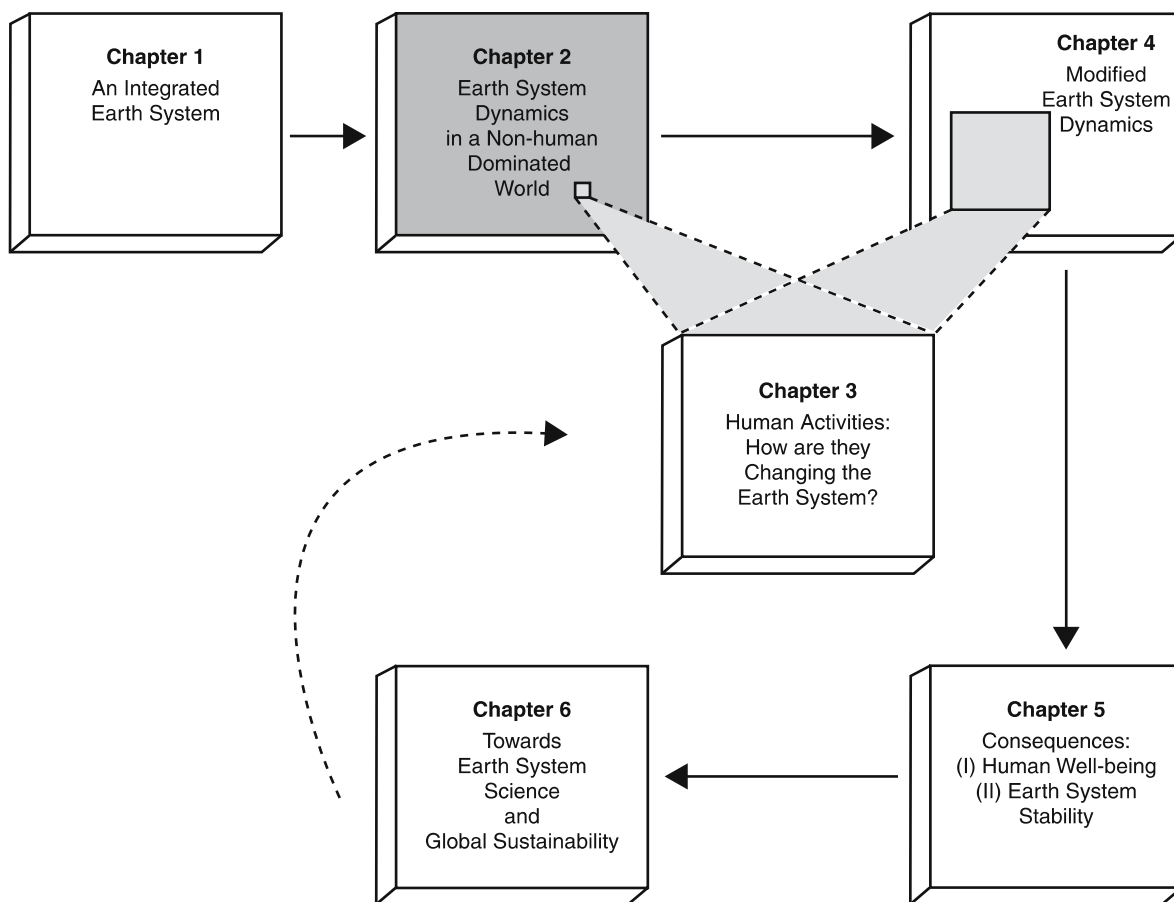 Chapter 1
An Integrated
Earth System
Chapter 2
Earth System
Dynamics
in a Non-human
Dominated
World
Chapter 4
Modified
Earth System
Dynamics
Chapter 3
Human Activities:
How are they
Changing the
Earth System?
Chapter 6
Towards
Earth System
Science
and
Global Sustainability
Chapter 5
Consequences:
(I) Human Well-being
(II) Earth System
Stability